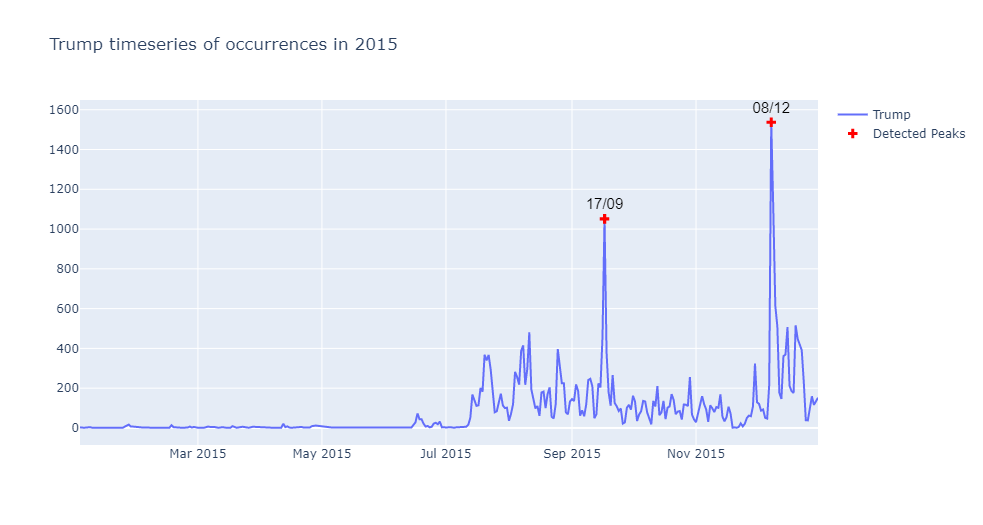 Trump timeseries of occurrences in 2015
1600
1400
1200
1000
800
600
400
200
0
08/12
17/09
Mar 2015
May 2015
Jul 2015
Sep 2015
Nov 2015
Trump
Detected Peaks